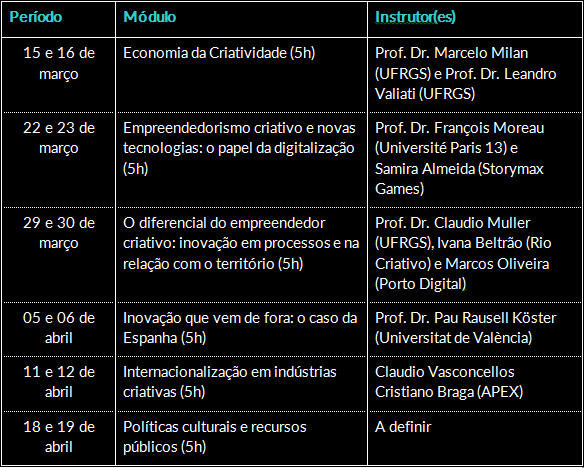 Período Módulo Instrutor(es)
15 e 16 de Economia da Criatividade (5h) Prof. Dr. Marcelo Milan
março (UFRGS) e Prof. Dr. Leandro
Valiati (UFRGS)
22 e 23 de Empreendedorismo criativo e novas Prof. Dr. François Moreau
março tecnologias: o papel da digitalização (Université Paris 13) e
(5h) Samira Almeida (Storymax
Games)
29 e 30 de O diferencial do empreendedor Prof. Dr. Claudio Muller
março criativo: inovação em processos e na (UFRGS), Ivana Beltrão (Rio
relação com o território (5h) Criativo) e Marcos Oliveira
(Porto Digital)
05 e 06 de Inovação que vem de fora: o caso da Prof. Dr. Pau Rausell Köster
abril Espanha (5h) (Universitat de València)
11 e 12 de Internacionalização em indústrias Claudio Vasconcellos
abril criativas (5h) Cristiano Braga (APEX)
18 e 19 de Políticas culturais e recursos A definir
abril públicos (5h)